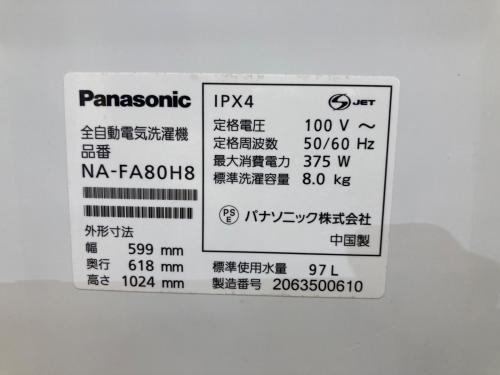 Panasonic
全自動電気洗濯機
品番
NA-FA80H8
外形寸法
幅 599 mm
奥行 618 mm
高さ 1024 mm
IPX4
S JET
定格電圧 100 V ～
定格周波数 50/60 Hz
最大消費電力 375 W
標準洗濯容量 8.0 kg
PS E パナソニック株式会社
中国製
標準使用水量 97 L
製造番号 2063500610